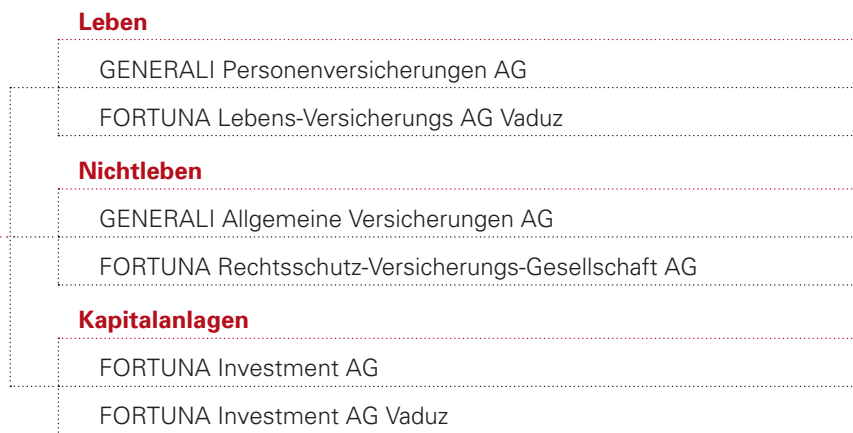 Leben
GENERALI Personenversicherungen AG
FORTUNA Lebens-Versicherungs AG Vaduz
Nichtleben
GENERALI Allgemeine Versicherungen AG
FORTUNA Rechtsschutz-Versicherungs-Gesellschaft AG
Kapitalanlagen
FORTUNA Investment AG
FORTUNA Investment AG Vaduz